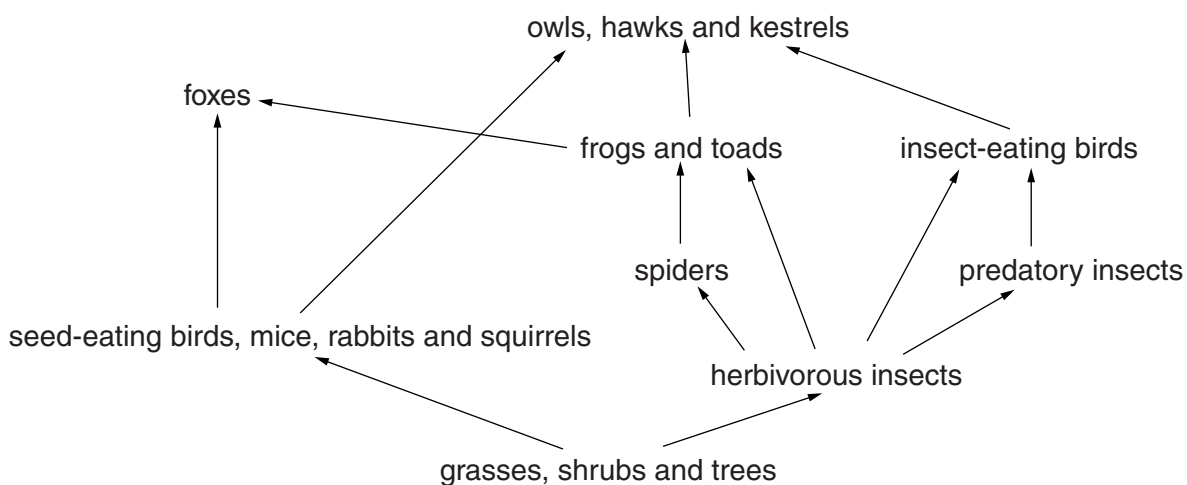 owls, hawks and kestrels
foxes
frogs and toads
insect-eating birds
spiders
predatory insects
seed-eating birds, mice, rabbits and squirrels
herbivorous insects
grasses, shrubs and trees